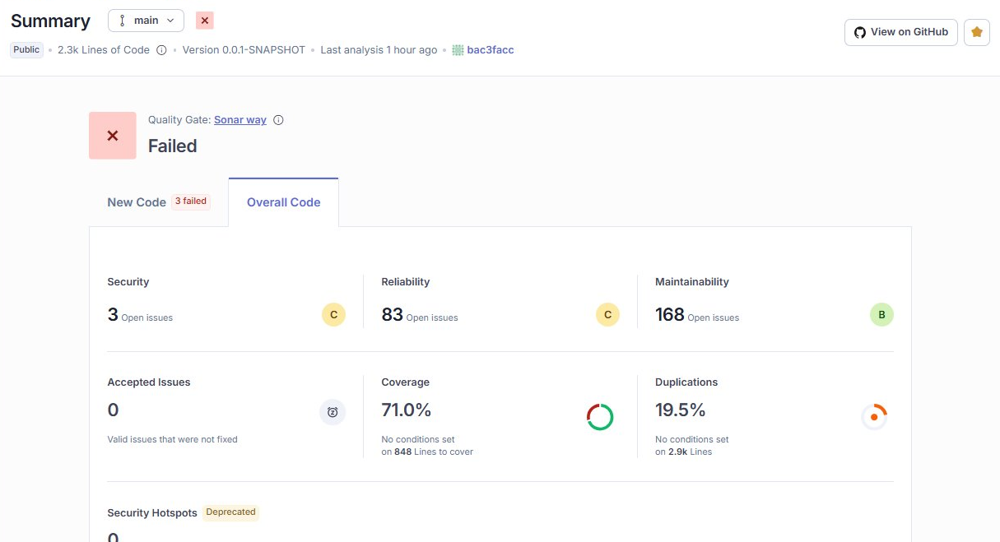 Summary main
View on GitHub
Public • 2.3k Lines of Code • Version 0.0.1-SNAPSHOT • Last analysis 1 hour ago • bac3facc
Quality Gate: Sonar way
Failed
New Code 3 failed Overall Code
Security Reliability Maintainability
3 Open issues C 83 Open issues C 168 Open issues B
Accepted Issues Coverage Duplications
0 71.0% 19.5%
Valid issues that were not fixed No conditions set No conditions set
on 848 Lines to cover on 2.9k Lines
Security Hotspots Deprecated
0